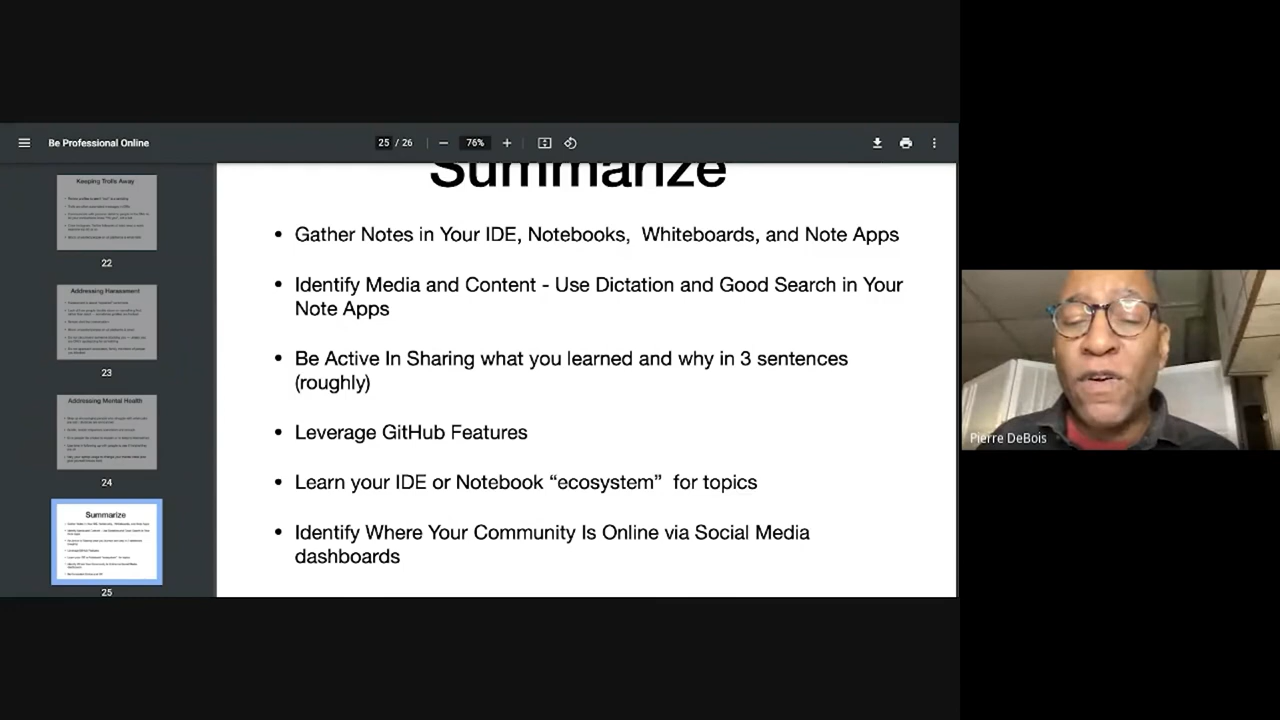 Be Professional Online
25 / 26
76%
Keeping Trolls Away
22
Addressing Harassment
23
Addressing Mental Health
24
Summarize
25
Summarize
• Gather Notes in Your IDE, Notebooks, Whiteboards, and Note Apps
• Identify Media and Content - Use Dictation and Good Search in Your
Note Apps
• Be Active In Sharing what you learned and why in 3 sentences
(roughly)
• Leverage GitHub Features
• Learn your IDE or Notebook “ecosystem” for topics
• Identify Where Your Community Is Online via Social Media
dashboards
Pierre DeBois